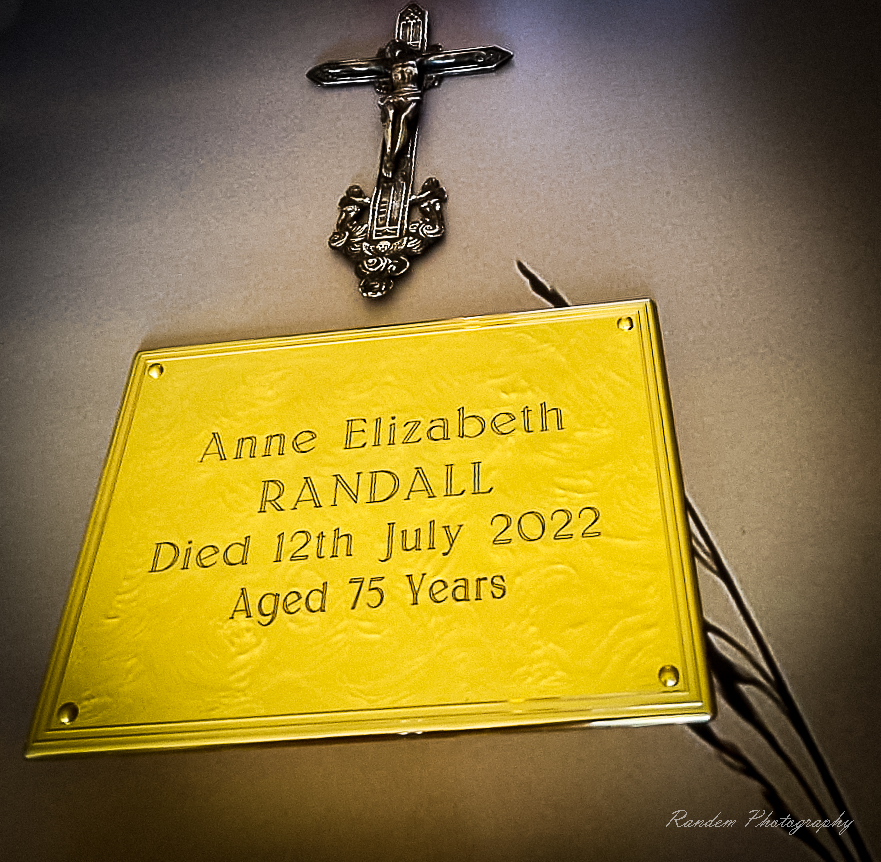 Anne Elizabeth
RANDALL
Died 12th July 2022
Aged 75 Years
Randem Photography